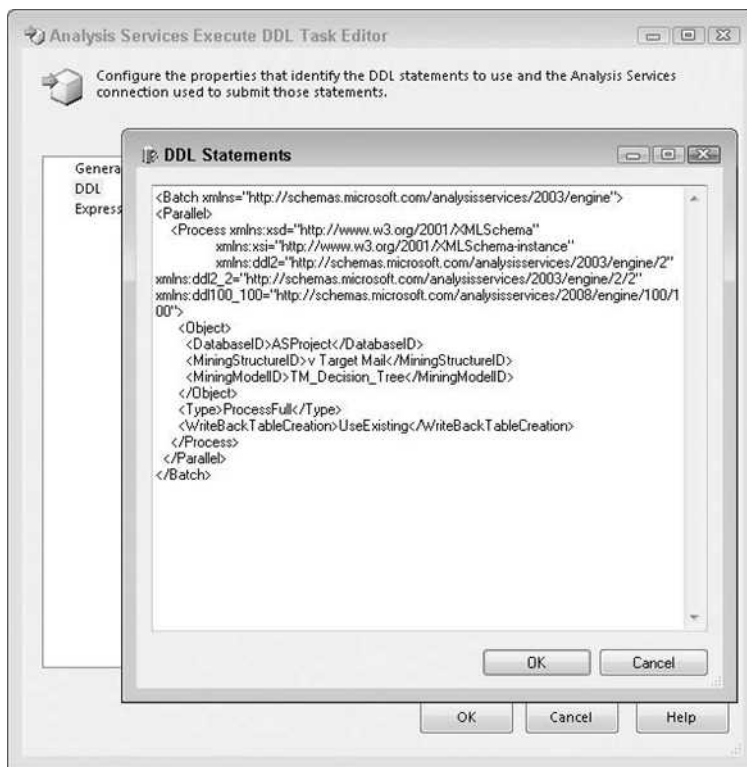 Analysis Services Execute DDL Task Editor
Configure the properties that identify the DDL statements to use and the Analysis Services
connection used to submit those statements.
Genera
DDL
Express
DDL Statements
<Batch xmlns="http://schemas.microsoft.com/analysisservices/2003/engine">
<Parallel>
<Process xmlns:xsd="http://www.w3.org/2001/XMLSchema"
xmlns:xsi="http://www.w3.org/2001/XMLSchema-instance"
xmlns:ddl2="http://schemas.microsoft.com/analysisservices/2003/engine/2"
xmlns:ddl2_2="http://schemas.microsoft.com/analysisservices/2003/engine/2/2"
xmlns:ddl100_100="http://schemas.microsoft.com/analysisservices/2008/engine/100/1
00">
<Object>
<DatabaseID>ASProject</DatabaseID>
<MiningStructureID>v Target Mail</MiningStructureID>
<MiningModelID>TM_Decision_Tree</MiningModelID>
</Object>
<Type>ProcessFull</Type>
<WriteBackTableCreation>UseExisting</WriteBackTableCreation>
</Process>
</Parallel>
</Batch>
OK Cancel
OK Cancel Help